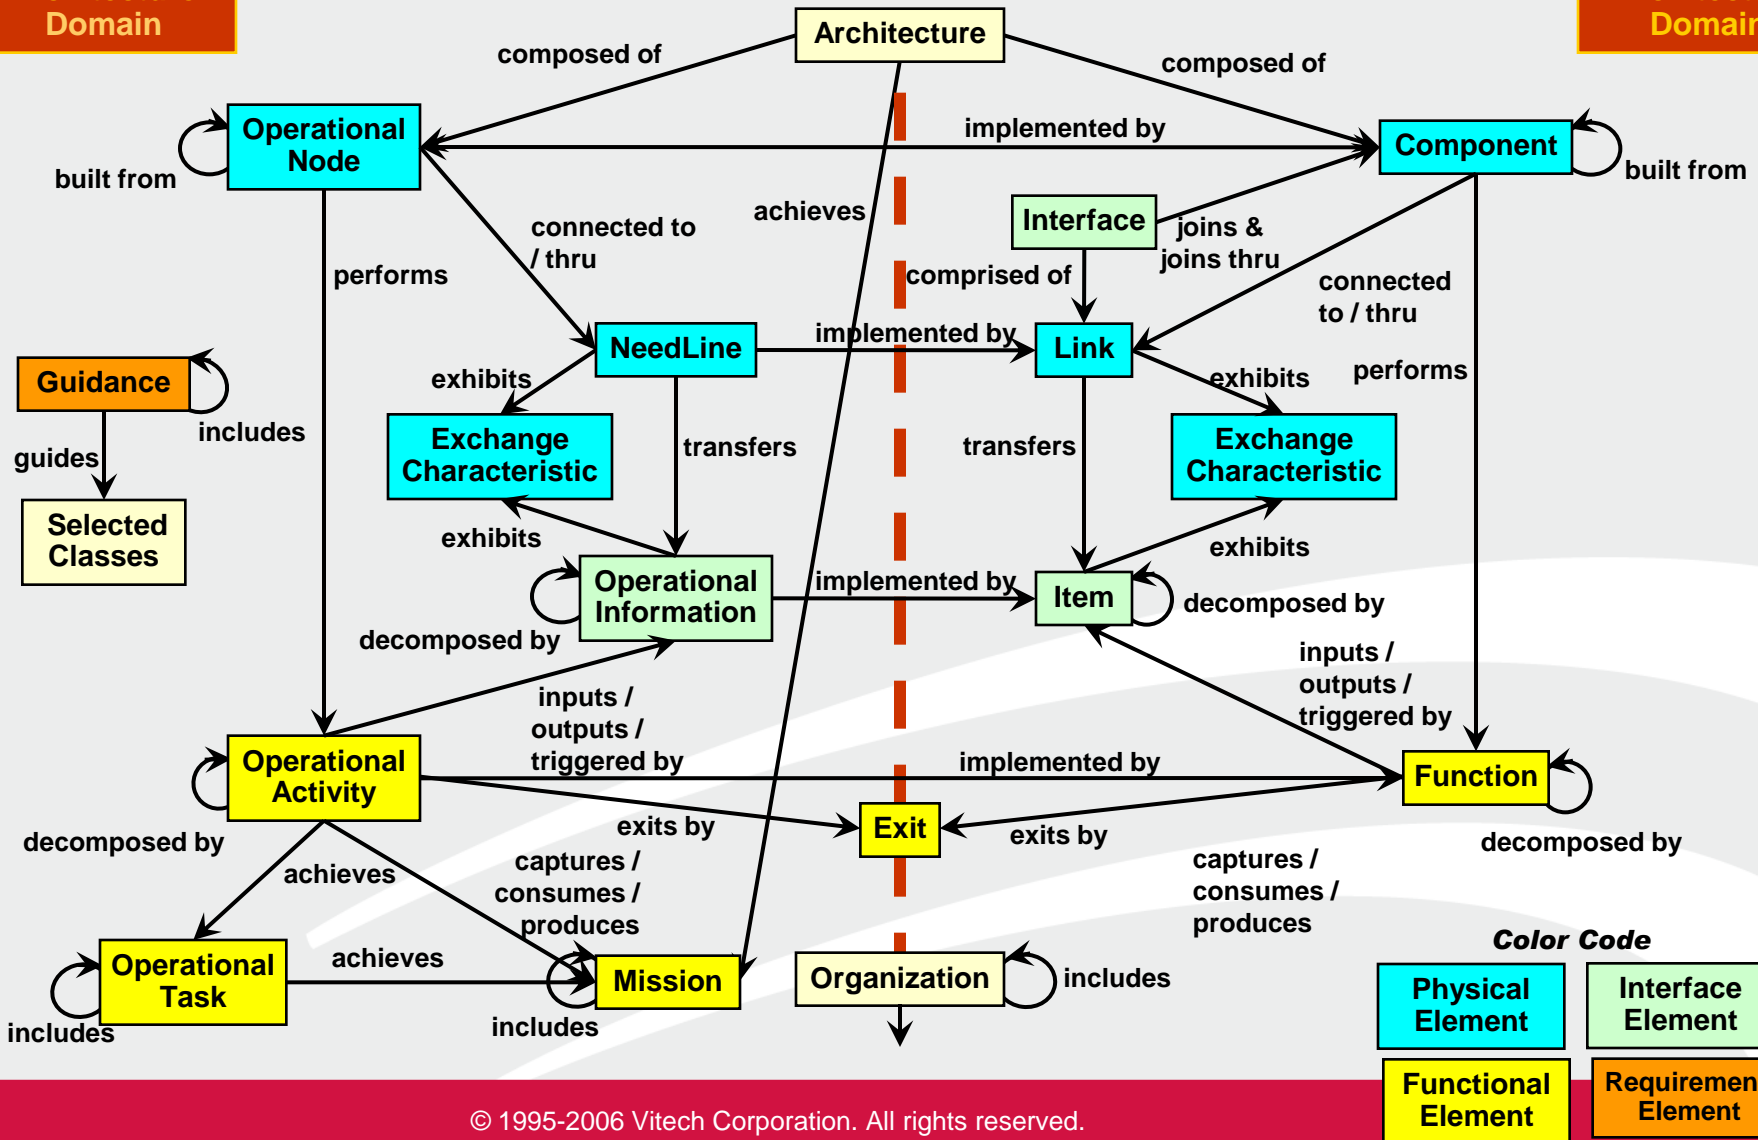 Domain
Domain
Architecture
composed of
composed of
Operational
Node
built from
implemented by
Component
built from
achieves
Interface
joins &
joins thru
connected to
/ thru
performs
comprised of
connected
to / thru
NeedLine
implemented by
Link
performs
Guidance
includes
guides
Selected
Classes
exhibits
exhibits
Exchange
Characteristic
transfers
transfers
Exchange
Characteristic
exhibits
exhibits
Operational
Information
implemented by
Item
decomposed by
decomposed by
inputs /
outputs /
triggered by
inputs /
outputs /
triggered by
Operational
Activity
implemented by
Function
decomposed by
exits by
Exit
exits by
decomposed by
achieves
captures /
consumes /
produces
captures /
consumes /
produces
Operational
Task
achieves
Mission
Organization
includes
includes
includes
Color Code
Physical
Element
Interface
Element
Functional
Element
Requiremen
Element
© 1995-2006 Vitech Corporation. All rights reserved.